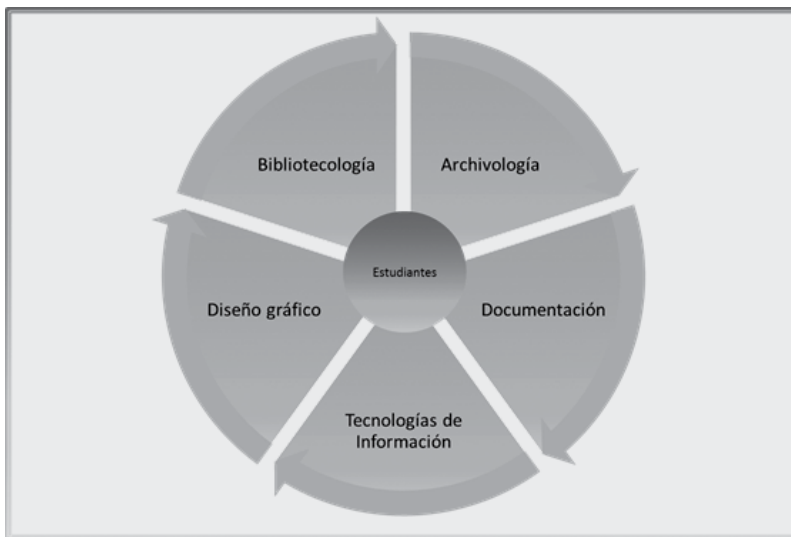 Bibliotecología
Archivología
Estudiantes
Diseño gráfico
Documentación
Tecnologías de
Información